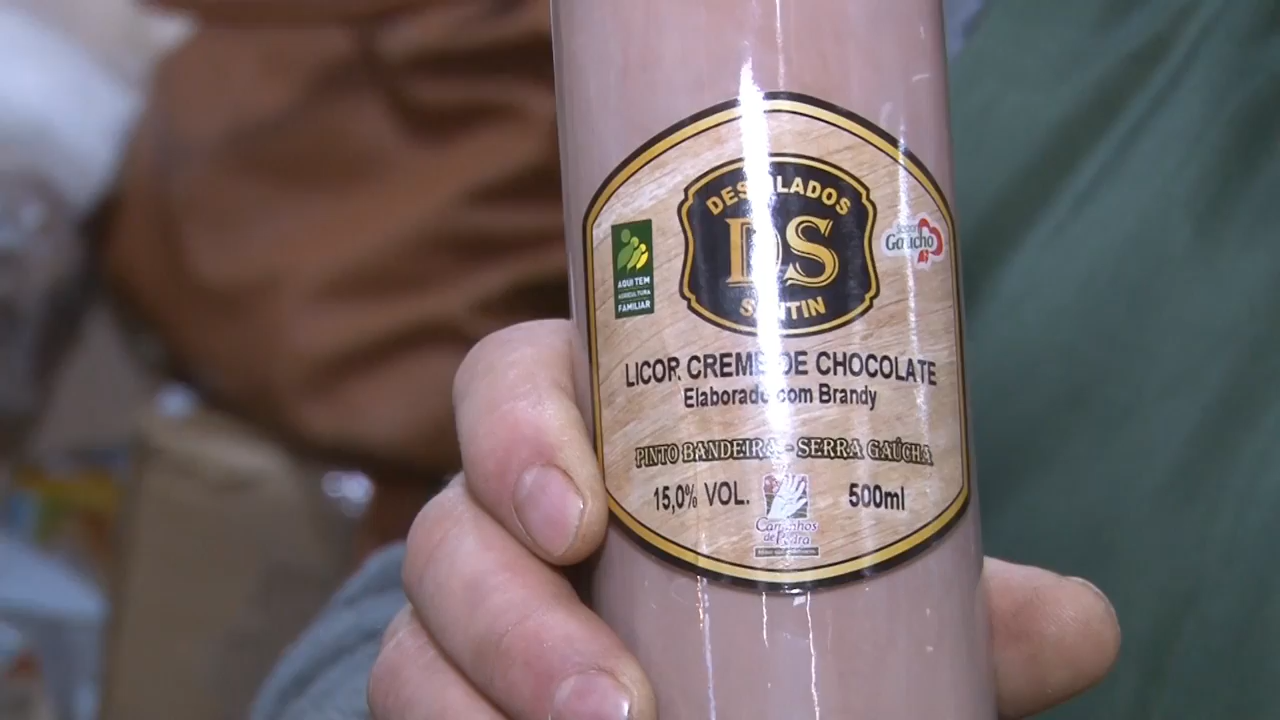 DESTILADOS
DS
SANTIN
AQUI TEM
AGRICULTURA
FAMILIAR
Sabor
Gaúcho
LICOR CREME DE CHOCOLATE
Elaborado com Brandy
PINTO BANDEIRA - SERRA GAÚCHA
15,0% VOL.
500ml
Caminhos
de Pedra